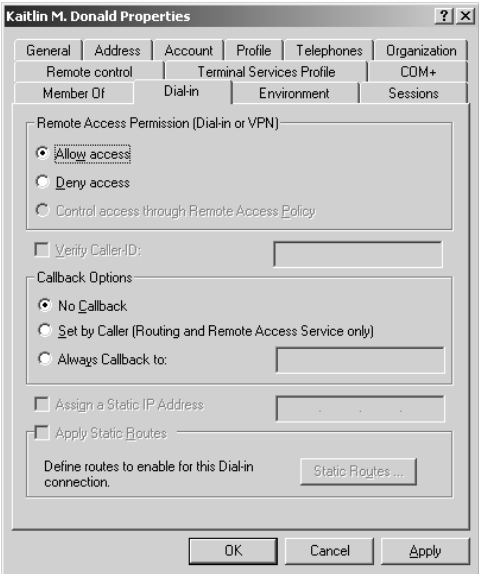 Kaitlin M. Donald Properties
General Address Account Profile Telephones Organization
Remote control Terminal Services Profile COM+
Member Of Dial-in Environment Sessions
Remote Access Permission (Dial-in or VPN)
Allow access
Deny access
Control access through Remote Access Policy
Verify Caller-ID:
Callback Options
No Callback
Set by Caller (Routing and Remote Access Service only)
Always Callback to:
Assign a Static IP Address
Apply Static Routes
Define routes to enable for this Dial-in
connection.
Static Routes ...
OK Cancel Apply